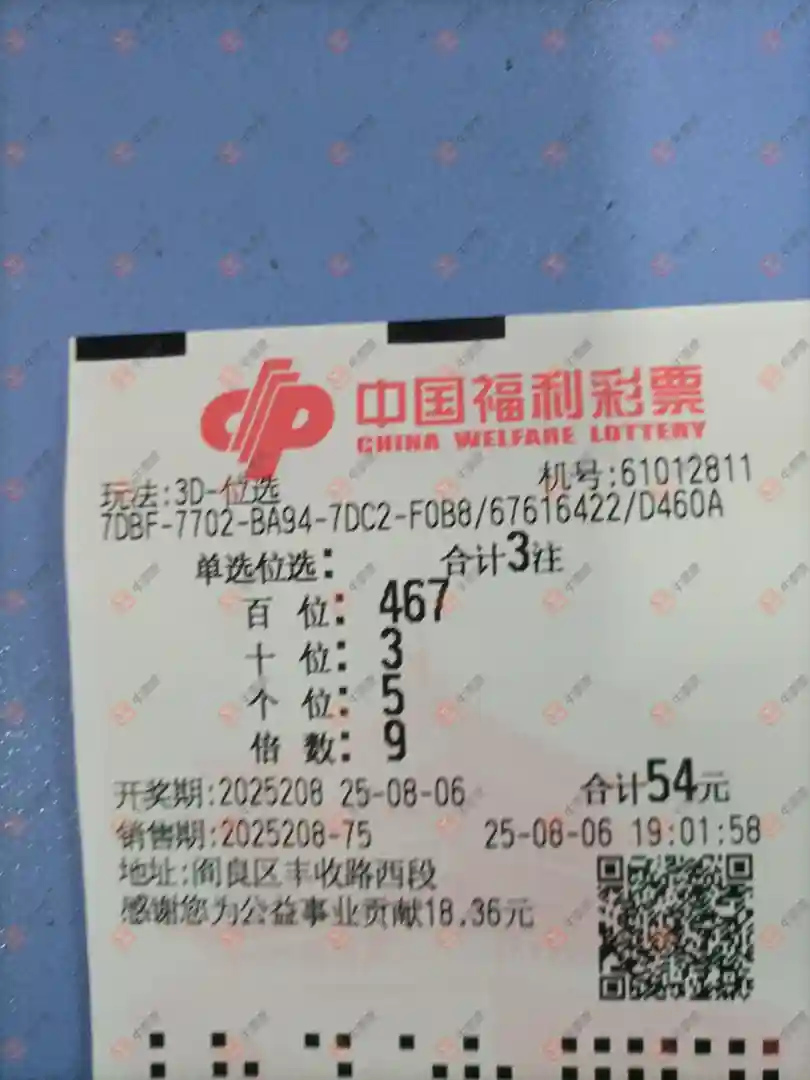 中国福利彩票
CHINA WELFARE LOTTERY
玩法:3D-位选 机号:61012811
7DBF-7702-BA94-7DC2-F0B8/67616422/D460A
单选位选: 合计3注
百 位: 467
十 位: 3
个 位: 5
倍 数: 9
开奖期:2025208 25-08-06 合计54元
销售期:2025208-75 25-08-06 19:01:58
地址:阎良区丰收路西段
感谢您为公益事业贡献18.36元